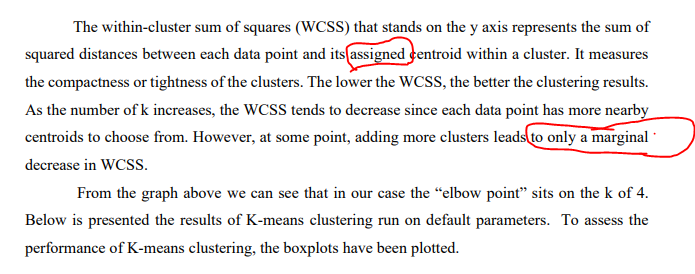 The within-cluster sum of squares (WCSS) that stands on the y axis represents the sum of
squared distances between each data point and its assigned centroid within a cluster. It measures
the compactness or tightness of the clusters. The lower the WCSS, the better the clustering results.
As the number of k increases, the WCSS tends to decrease since each data point has more nearby
centroids to choose from. However, at some point, adding more clusters leads to only a marginal
decrease in WCSS.
From the graph above we can see that in our case the “elbow point” sits on the k of 4.
Below is presented the results of K-means clustering run on default parameters. To assess the
performance of K-means clustering, the boxplots have been plotted.